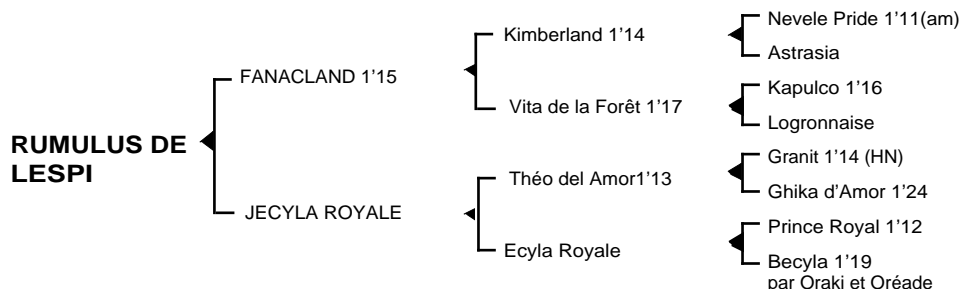 Nevele Pride 1’11(am)
Kimberland 1’14
Astrasia
FANACLAND 1’15
Kapulco 1’16
Vita de la Forêt 1’17
Logronnaise
RUMULUS DE
LESPI
Granit 1’14 (HN)
Théo del Amor1’13
Ghika d’Amor 1’24
JECYLA ROYALE
Prince Royal 1’12
Ecyla Royale
Becyla 1’19
par Oraki et Oréade